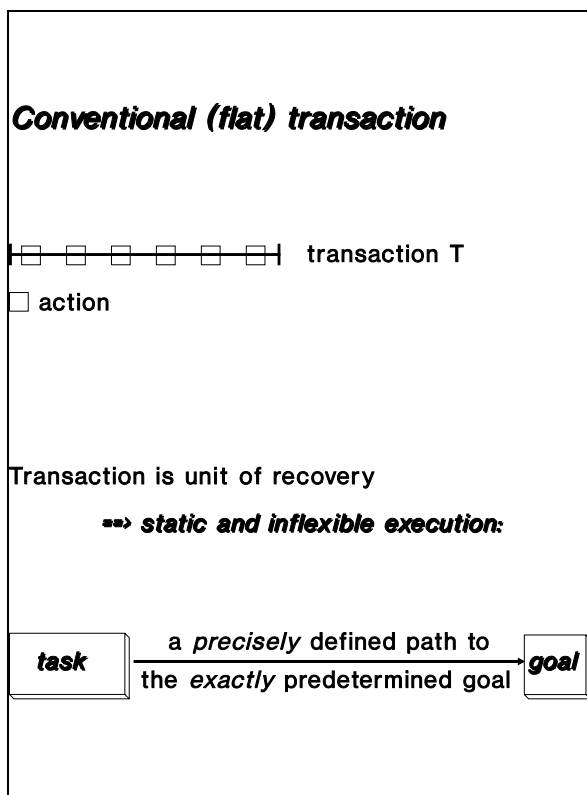 Conventional (flat) transaction
transaction T
action
Transaction is unit of recovery
==> static and inflexible execution:
task
a precisely defined path to
the exactly predetermined goal
goal